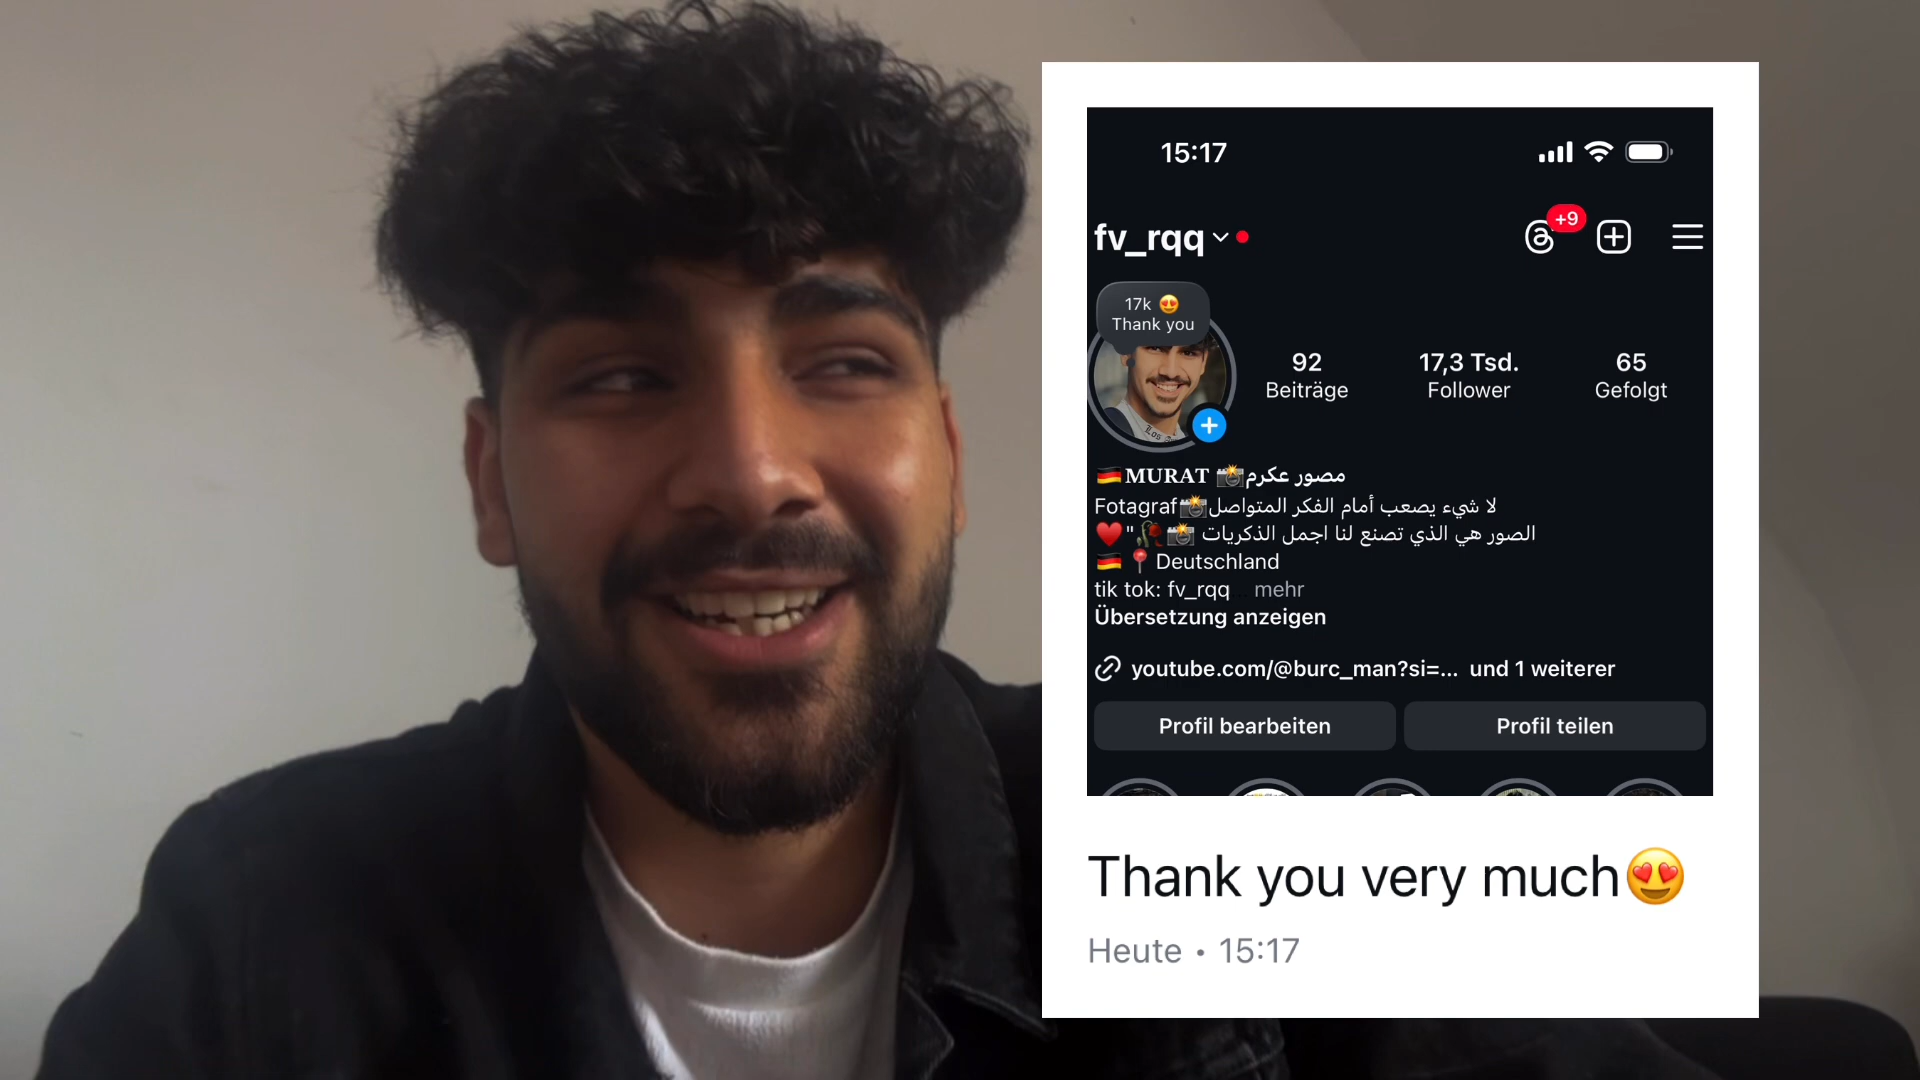 15:17
fv_rqq
+9
17k 😍
Thank you
92
Beiträge
17,3 Tsd.
Follower
65
Gefolgt
🇩🇪MURAT 📸مصور عكرم
Fotagraf📸لا شيء يصعب أمام الفكر المتواصل
❤️"🥀📸 الصور هي الذي تصنع لنا اجمل الذكريات
🇩🇪📍Deutschland
tik tok: fv_rqq... mehr
Übersetzung anzeigen
youtube.com/@burc_man?si=... und 1 weiterer
Profil bearbeiten
Profil teilen
Thank you very much😍
Heute • 15:17